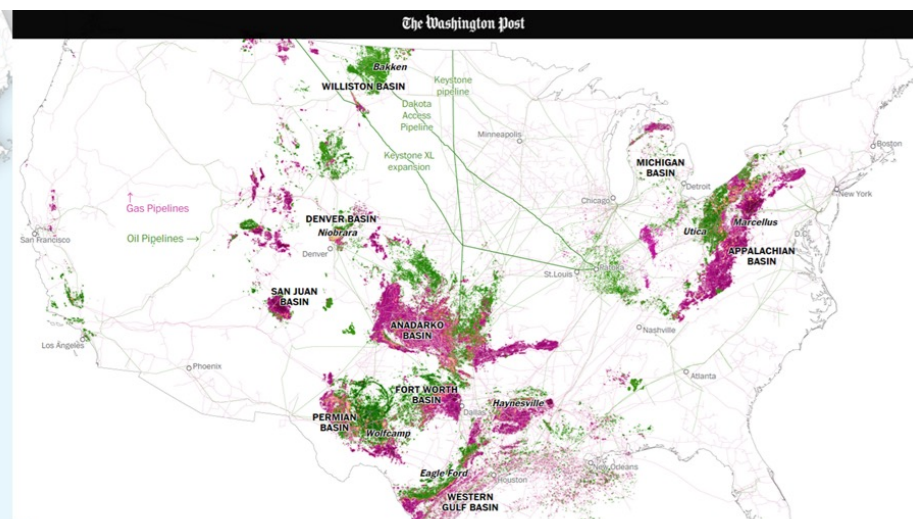 The Washington Post
Bakken
WILLISTON BASIN
Keystone
pipeline
Dakota
Access
Pipeline
Minneapolis
Keystone XL
expansion
MICHIGAN
BASIN
Boston
Detroit
Chicago
New York
Gas Pipelines
Oil Pipelines →
San Francisco
DENVER BASIN
Niobrara
Denver
Utica
Marcellus
APPALACHIAN
BASIN
St.Louis
Patoka
SAN JUAN
BASIN
ANADARKO
BASIN
Nashville
Los Angeles
Phoenix
Atlanta
FORT WORTH
BASIN
Dallas
Haynesville
PERMIAN
BASIN
Wolfcamp
Eagle Ford
Houston
New Orleans
WESTERN
GULF BASIN